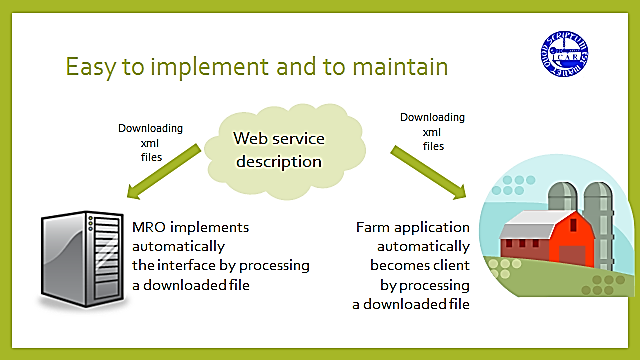 Easy to implement and to maintain
ICAR
Downloading
xml
files
Web service
description
Downloading
xml
files
MRO implements
automatically
the interface by processing
a downloaded file
Farm application
automatically
becomes client
by processing
a downloaded file